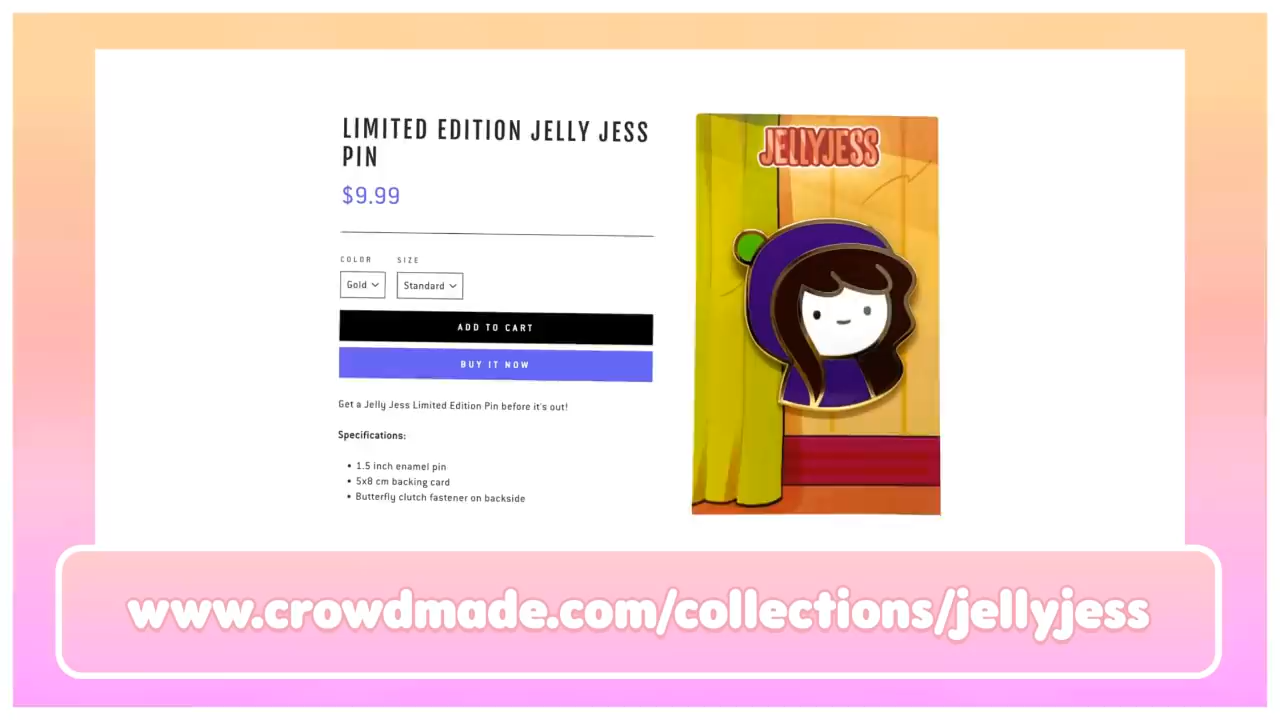 LIMITED EDITION JELLY JESS
PIN
$9.99
COLOR SIZE
Gold Standard
ADD TO CART
BUY IT NOW
Get a Jelly Jess Limited Edition Pin before it's out!
Specifications:
• 1.5 inch enamel pin
• 5x8 cm backing card
• Butterfly clutch fastener on backside
JELLYJESS
www.crowdmade.com/collections/jellyjess